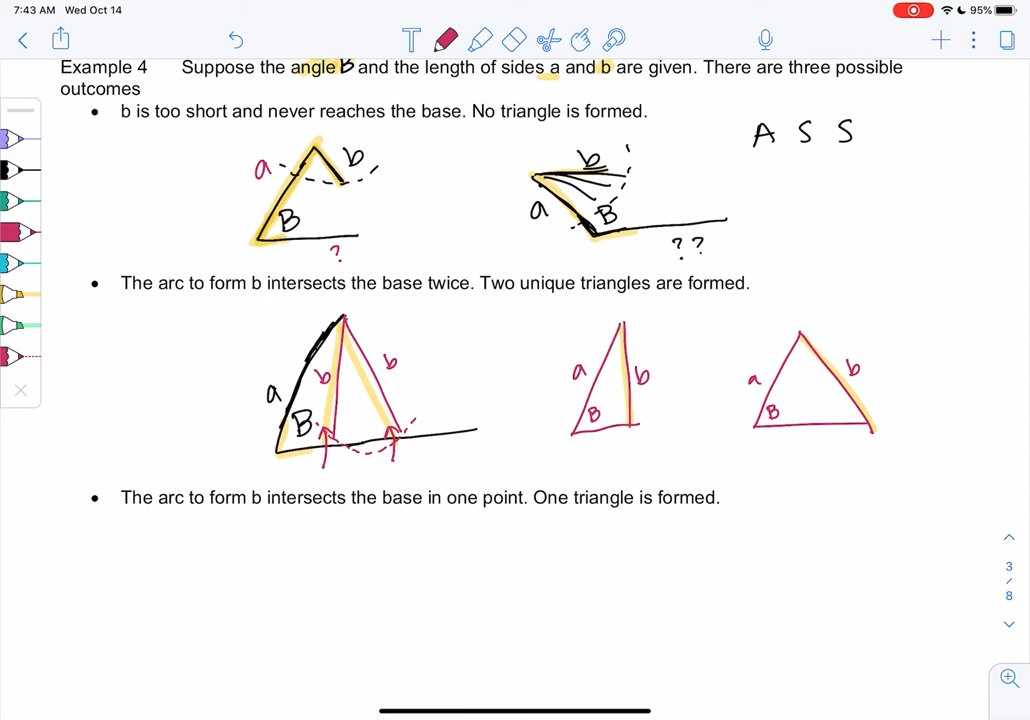 7:43 AM Wed Oct 14
95%
T
Example 4 Suppose the angle B and the length of sides a and b are given. There are three possible
outcomes
• b is too short and never reaches the base. No triangle is formed.
A S S
a b B ?
b a B ? ?
• The arc to form b intersects the base twice. Two unique triangles are formed.
a b b B
a b B
a b B
• The arc to form b intersects the base in one point. One triangle is formed.
3
/
8